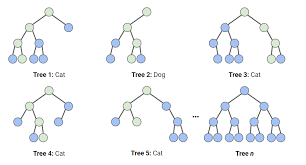 Tree 1: Cat
Tree 2: Dog
Tree 3: Cat
...
Tree 4: Cat
Tree 5: Cat
Tree n